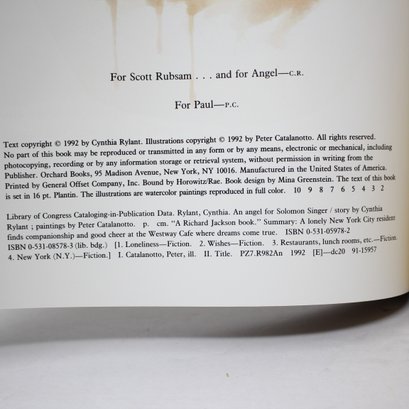 For Scott Rubsam . . . and for Angel—C.R.
For Paul—P.C.
Text copyright © 1992 by Cynthia Rylant. Illustrations copyright © 1992 by Peter Catalanotto. All rights reserved.
No part of this book may be reproduced or transmitted in any form or by any means, electronic or mechanical, including
photocopying, recording or by any information storage or retrieval system, without permission in writing from the
Publisher. Orchard Books, 95 Madison Avenue, New York, NY 10016. Manufactured in the United States of America.
Printed by General Offset Company, Inc. Bound by Horowitz/Rae. Book design by Mina Greenstein. The text of this book
is set in 16 pt. Plantin. The illustrations are watercolor paintings reproduced in full color. 10 9 8 7 6 5 4 3 2
Library of Congress Cataloging-in-Publication Data. Rylant, Cynthia. An angel for Solomon Singer / story by Cynthia
Rylant ; paintings by Peter Catalanotto. p. cm. “A Richard Jackson book.” Summary: A lonely New York City resident
finds companionship and good cheer at the Westway Cafe where dreams come true. ISBN 0-531-05978-2
ISBN 0-531-08578-3 (lib. bdg.) [1. Loneliness—Fiction. 2. Wishes—Fiction. 3. Restaurants, lunch rooms, etc.—Fiction.
4. New York (N.Y.)—Fiction.] I. Catalanotto, Peter, ill. II. Title. PZ7.R982An 1992 [E]—dc20 91-15957